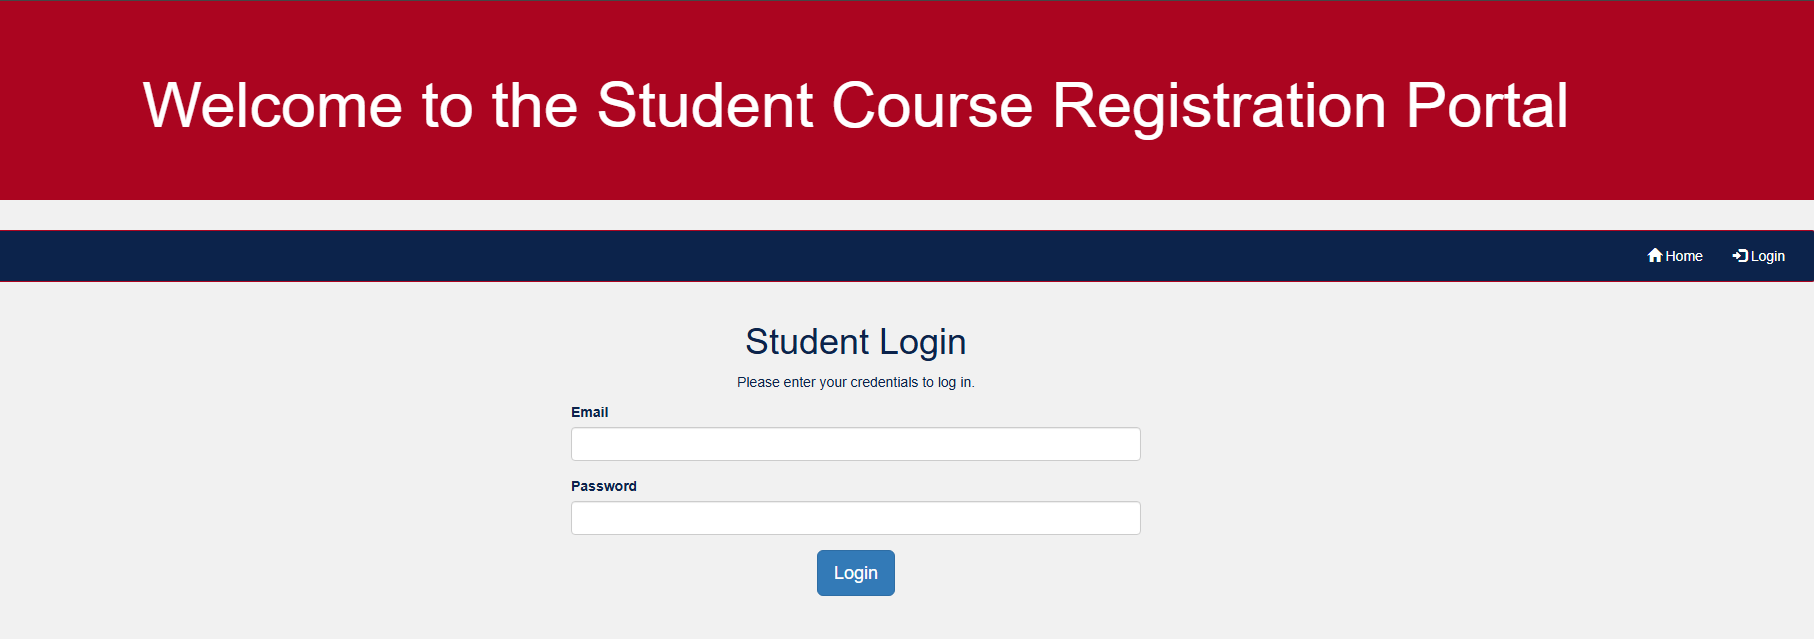 Welcome to the Student Course Registration Portal
Home Login
Student Login
Please enter your credentials to log in.
Email
Password
Login